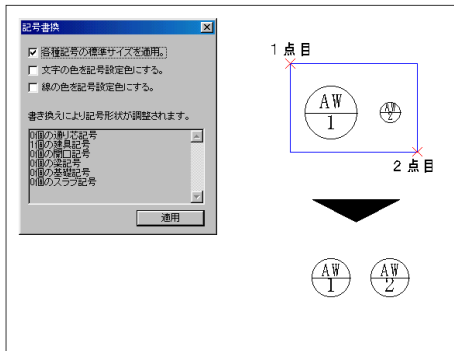 記号書換
各種記号の標準サイズを適用。
文字の色を記号設定色にする。
線の色を記号設定色にする。
書き換えにより記号形状が調整されます。
0個の通り芯記号
11個の建具記号
0個の開口記号
0個の梁記号
0個の基礎記号
0個のスラブ記号
適用
1点目
AW
1
AW
2
2点目
AW
1
AW
2